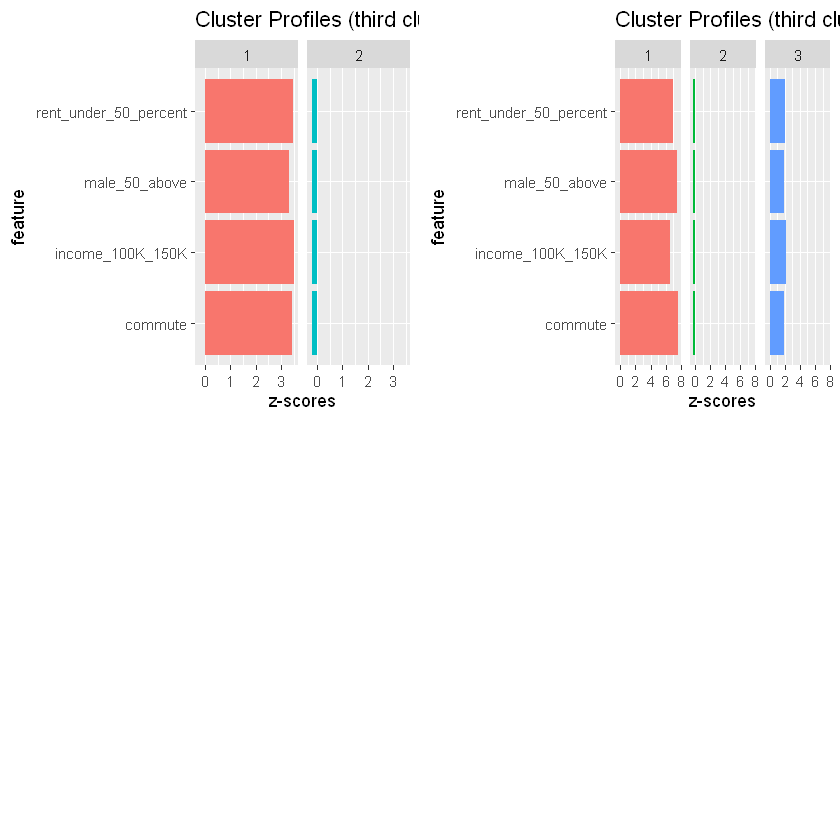 Cluster Profiles (third clu
1 2
rent_under_50_percent
male_50_above
income_100K_150K
commute
feature
0 1 2 3 0 1 2 3
z-scores
Cluster Profiles (third clu
1 2 3
rent_under_50_percent
male_50_above
income_100K_150K
commute
feature
0 2 4 6 8 0 2 4 6 8 0 2 4 6 8
z-scores